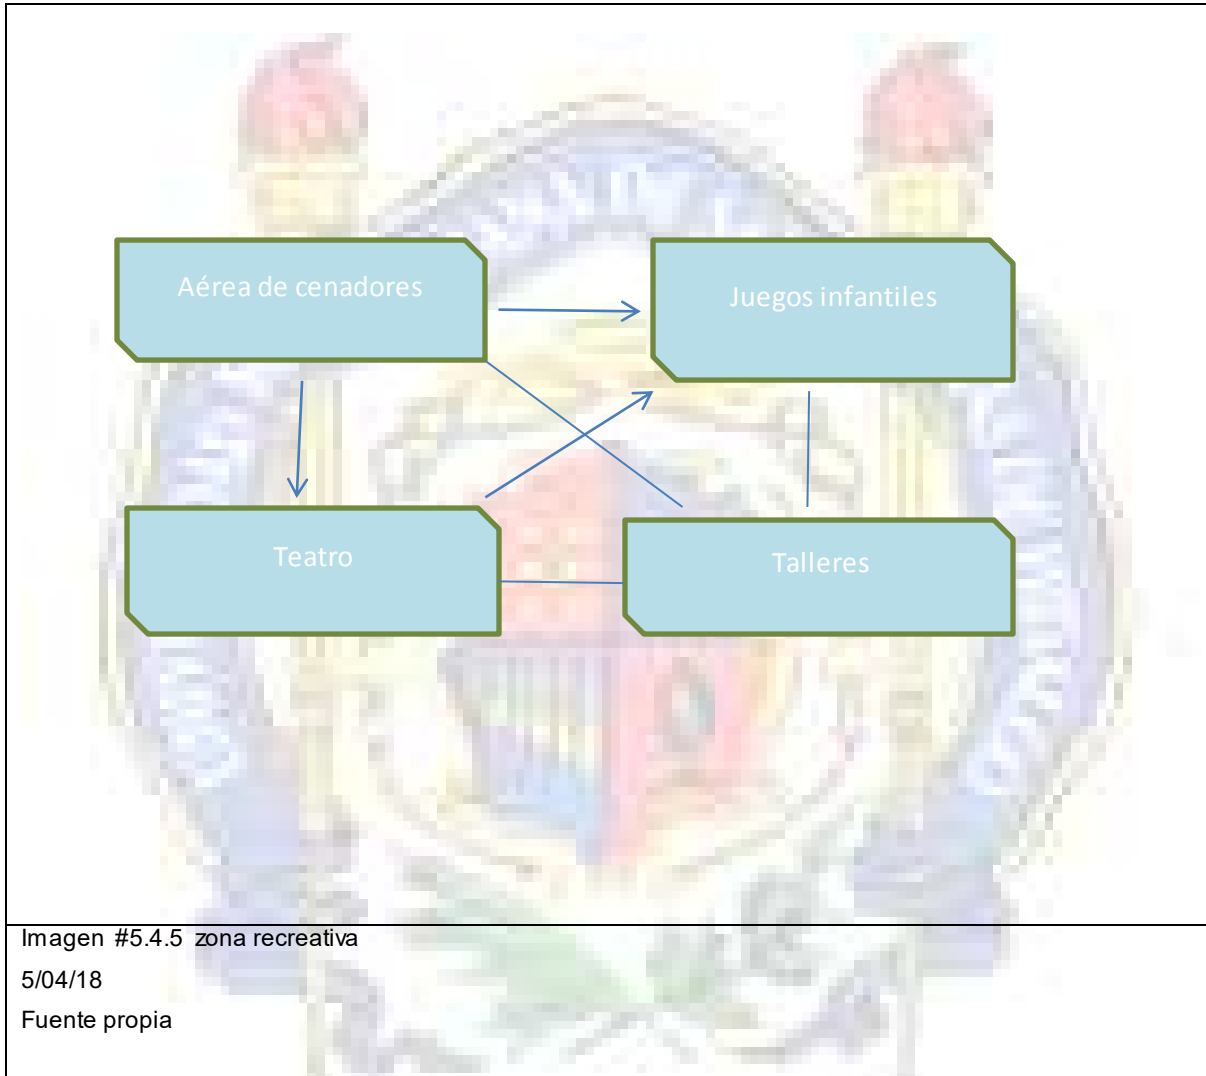 Aérea de cenadores
Juegos infantiles
Teatro
Talleres
Imagen #5.4.5 zona recreativa
5/04/18
Fuente propia